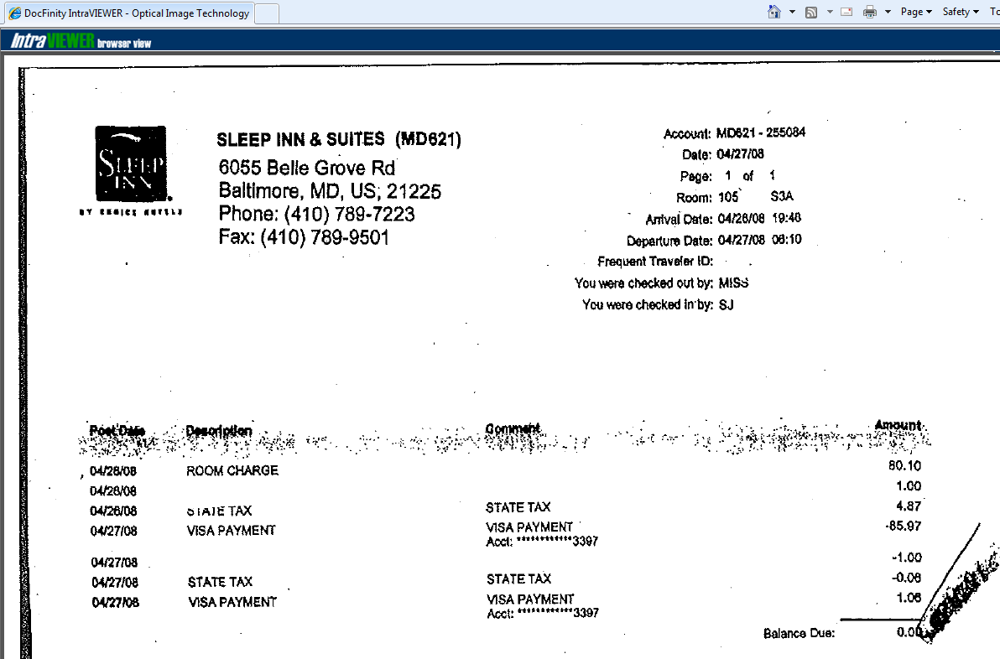 DocFinity IntraVIEWER - Optical Image Technology
Page Safety To
IntraVIEWER browser view
SLEEP INN
BY CHOICE HOTELS
SLEEP INN & SUITES (MD621)
6055 Belle Grove Rd
Baltimore, MD, US, 21225
Phone: (410) 789-7223
Fax: (410) 789-9501
Account: MD621 - 255084
Date: 04/27/08
Page: 1 of 1
Room: 105 S3A
Arrival Date: 04/26/08 19:48
Departure Date: 04/27/08 06:10
Frequent Traveler ID:
You were checked out by: MISS
You were checked in by: SJ
Post Date Description Comment Amount
04/26/08 ROOM CHARGE 80.10
04/26/08 1.00
04/26/08 STATE TAX STATE TAX 4.87
04/27/08 VISA PAYMENT VISA PAYMENT -85.97
Acct: ************3397
04/27/08 -1.00
04/27/08 STATE TAX STATE TAX -0.06
04/27/08 VISA PAYMENT VISA PAYMENT 1.06
Acct: ************3397
Balance Due: 0.00